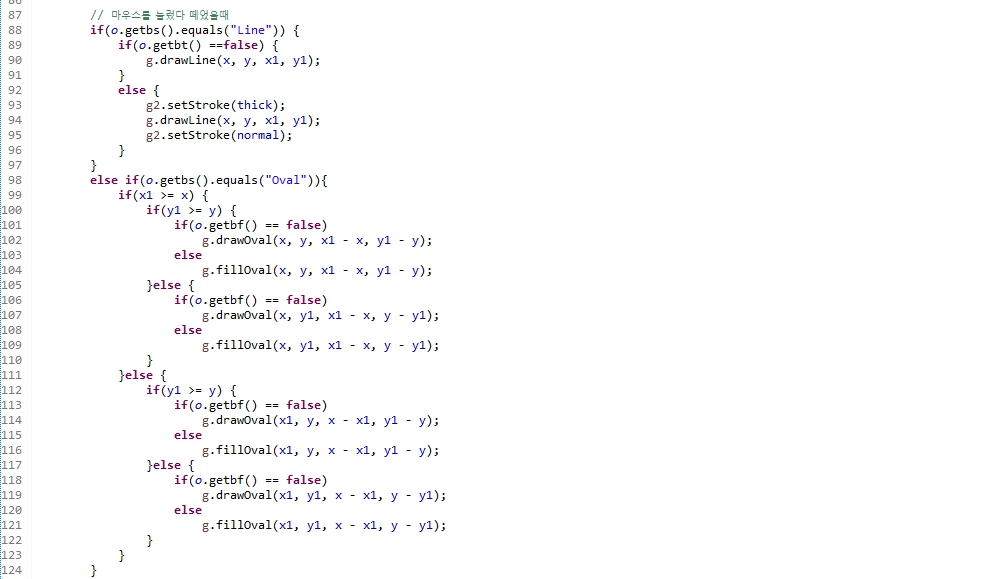 86
87 // 마우스를 눌렀다 떼었을때
88 if(o.getbs().equals("Line")) {
89 if(o.getbt() ==false) {
90 g.drawLine(x, y, x1, y1);
91 }
92 else {
93 g2.setStroke(thick);
94 g.drawLine(x, y, x1, y1);
95 g2.setStroke(normal);
96 }
97 }
98 else if(o.getbs().equals("Oval")){
99 if(x1 >= x) {
100 if(y1 >= y) {
101 if(o.getbf() == false)
102 g.drawOval(x, y, x1 - x, y1 - y);
103 else
104 g.fillOval(x, y, x1 - x, y1 - y);
105 }else {
106 if(o.getbf() == false)
107 g.drawOval(x, y1, x1 - x, y - y1);
108 else
109 g.fillOval(x, y1, x1 - x, y - y1);
110 }
111 }else {
112 if(y1 >= y) {
113 if(o.getbf() == false)
114 g.drawOval(x1, y, x - x1, y1 - y);
115 else
116 g.fillOval(x1, y, x - x1, y1 - y);
117 }else {
118 if(o.getbf() == false)
119 g.drawOval(x1, y1, x - x1, y - y1);
120 else
121 g.fillOval(x1, y1, x - x1, y - y1);
122 }
123 }
124 }